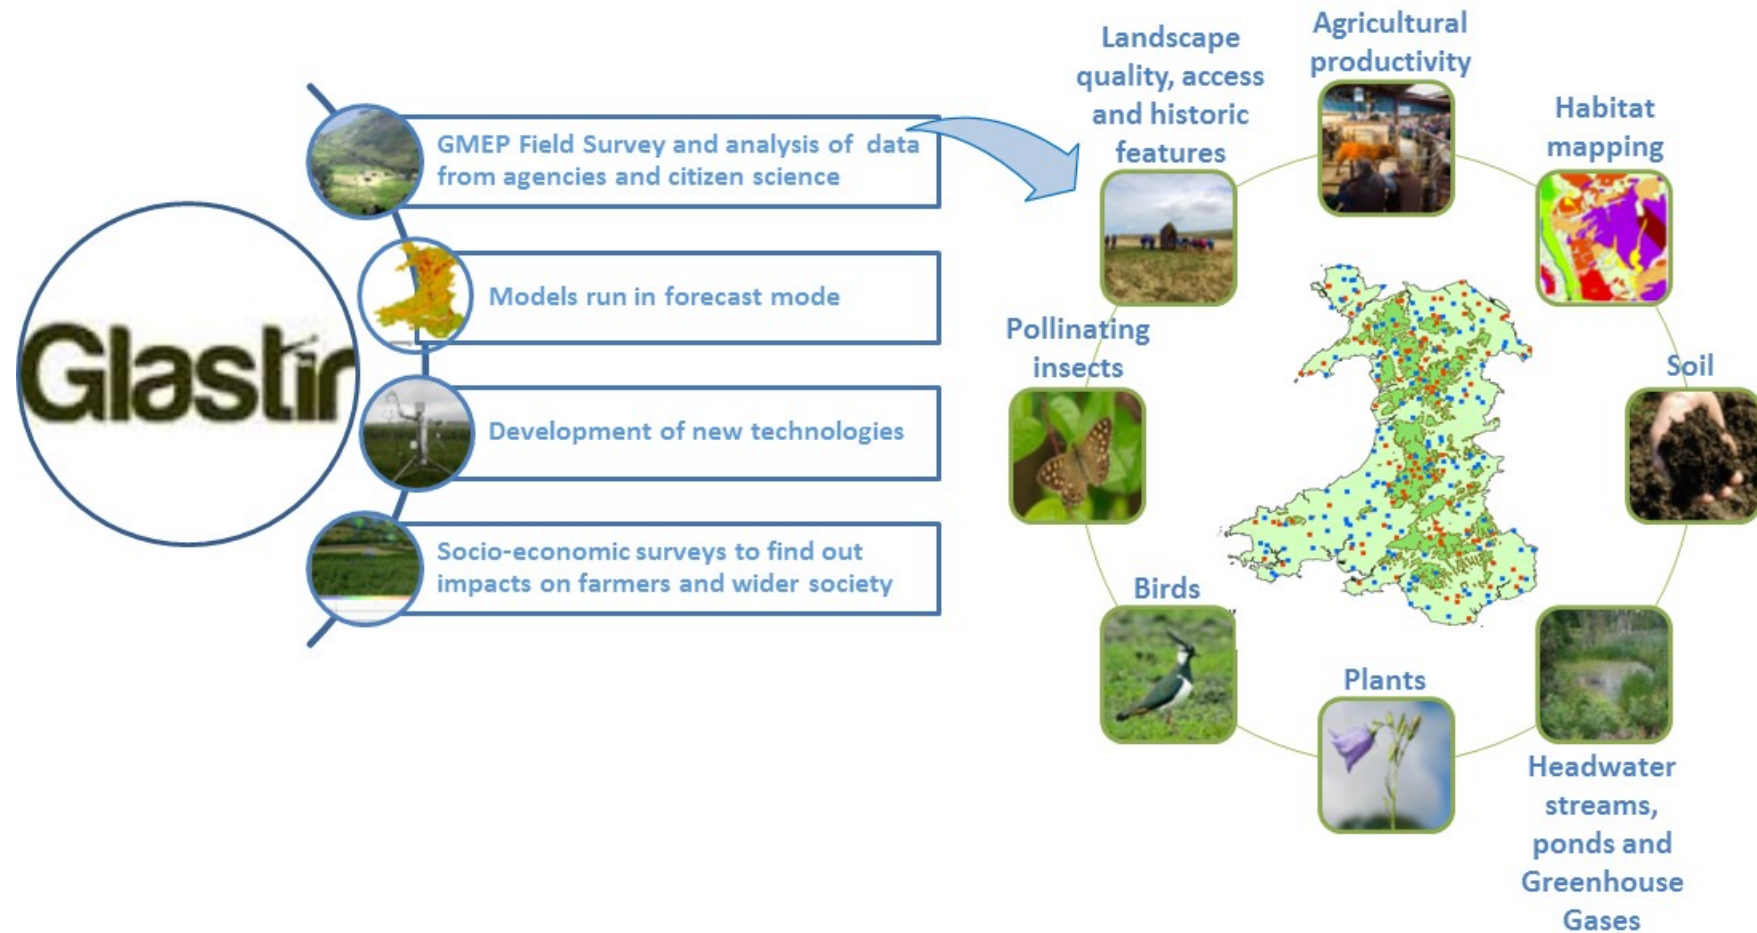 Glastir
GMEP Field Survey and analysis of data
from agencies and citizen science
Models run in forecast mode
Development of new technologies
Socio-economic surveys to find out
impacts on farmers and wider society
Landscape
quality, access
and historic
features
Agricultural
productivity
Habitat
mapping
Soil
Headwater
streams,
ponds and
Greenhouse
Gases
Plants
Birds
Pollinating
insects